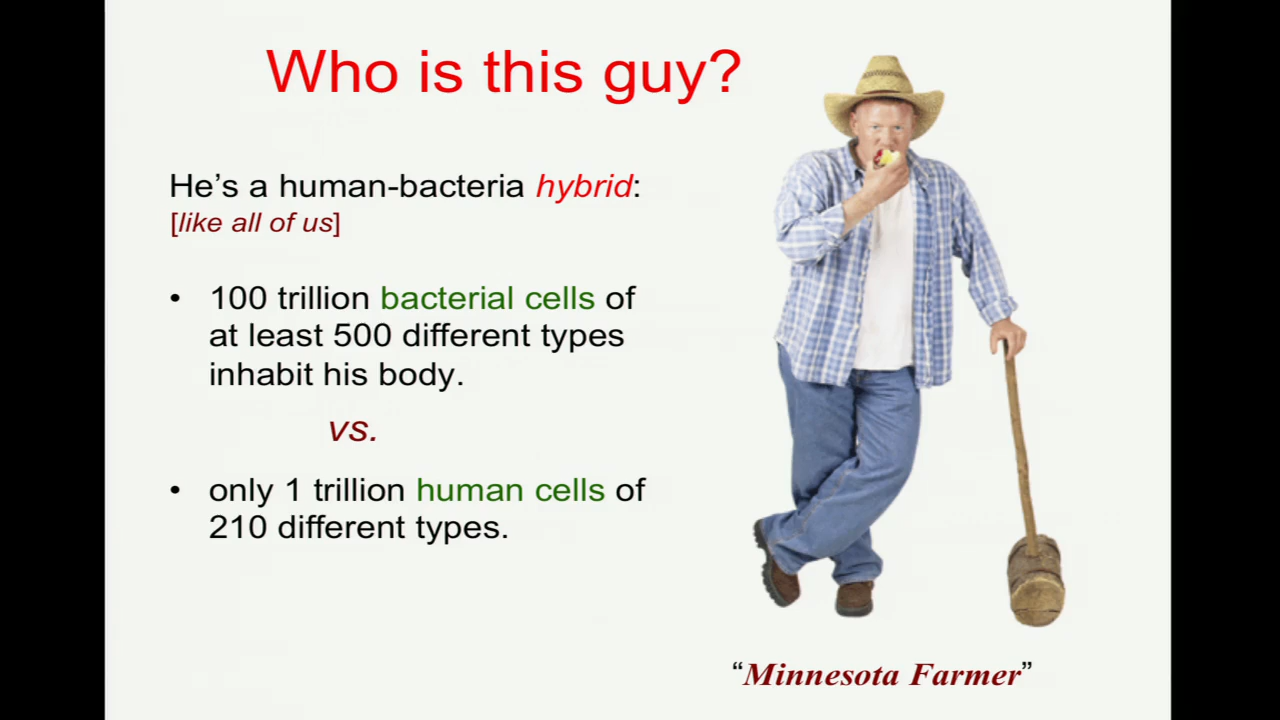 Who is this guy?
He’s a human-bacteria hybrid:
[like all of us]
• 100 trillion bacterial cells of
at least 500 different types
inhabit his body.
vs.
• only 1 trillion human cells of
210 different types.
“Minnesota Farmer”